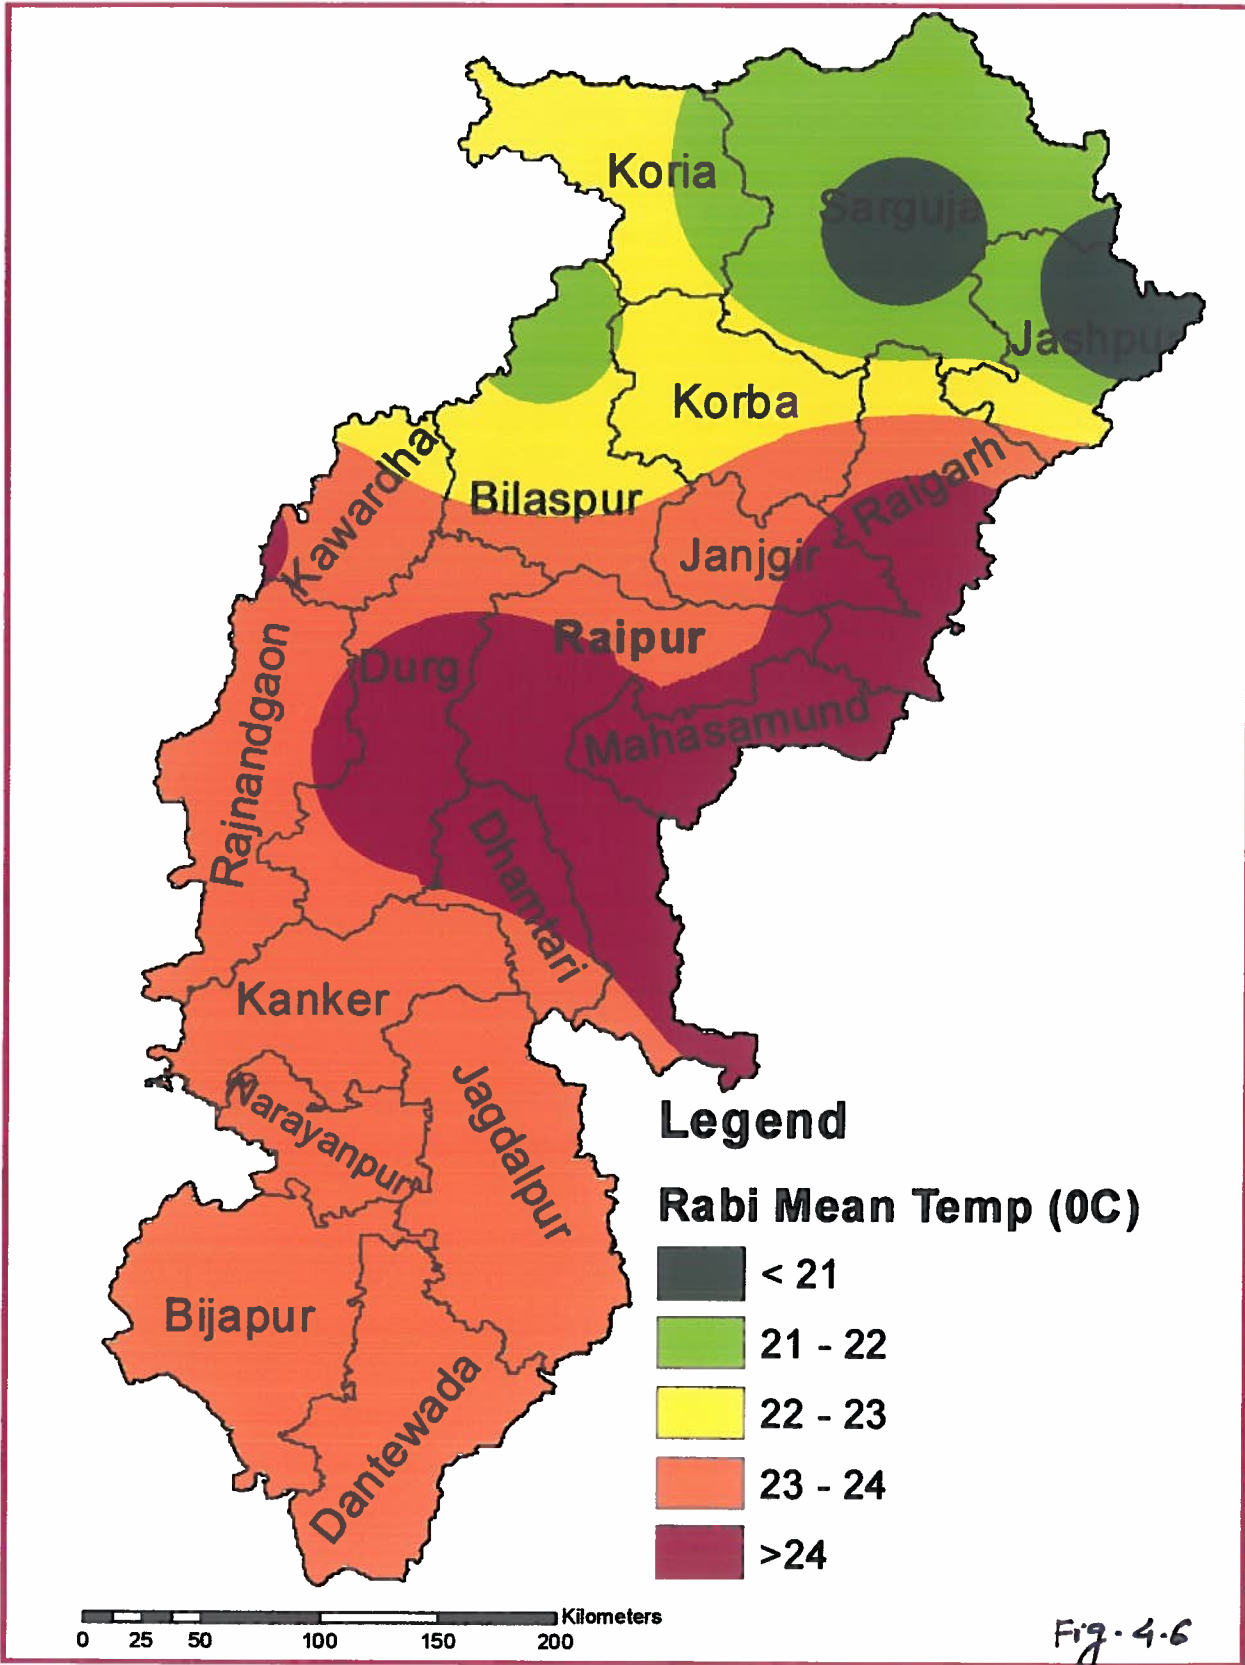 Koria
Sarguja
Jashpur
Korba
Kawardha
Bilaspur
Raigarh
Janjgir
Raipur
Durg
Rajnandgaon
Mahasamund
Dhamtari
Kanker
Narayanpur
Jagdalpur
Bijapur
Dantewada
Legend
Rabi Mean Temp (0C)
< 21
21 - 22
22 - 23
23 - 24
>24
Kilometers
0 25 50 100 150 200
Fig. 4.6